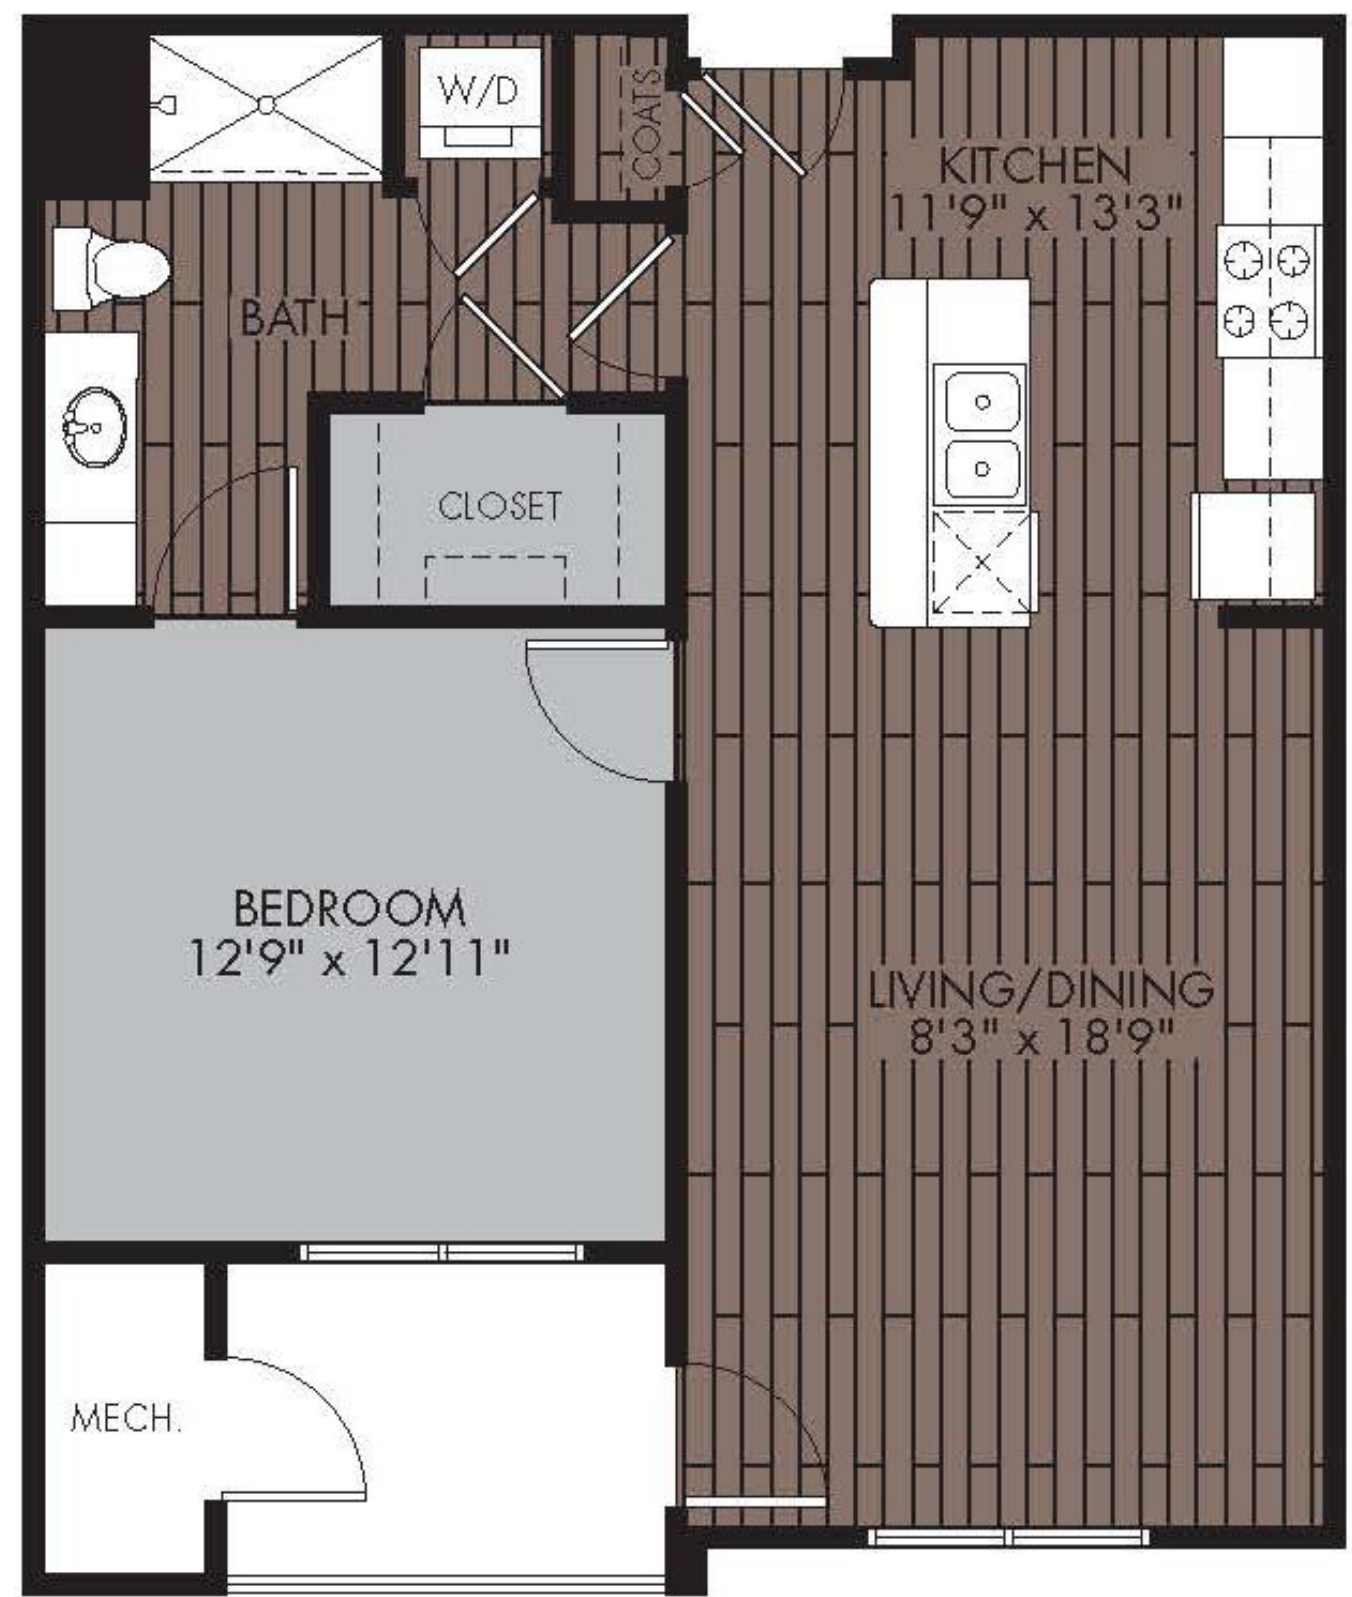 W/D
COATS
KITCHEN
11'9" x 13'3"
BATH
CLOSET
BEDROOM
12'9" x 12'11"
LIVING/DINING
8'3" x 18'9"
MECH.